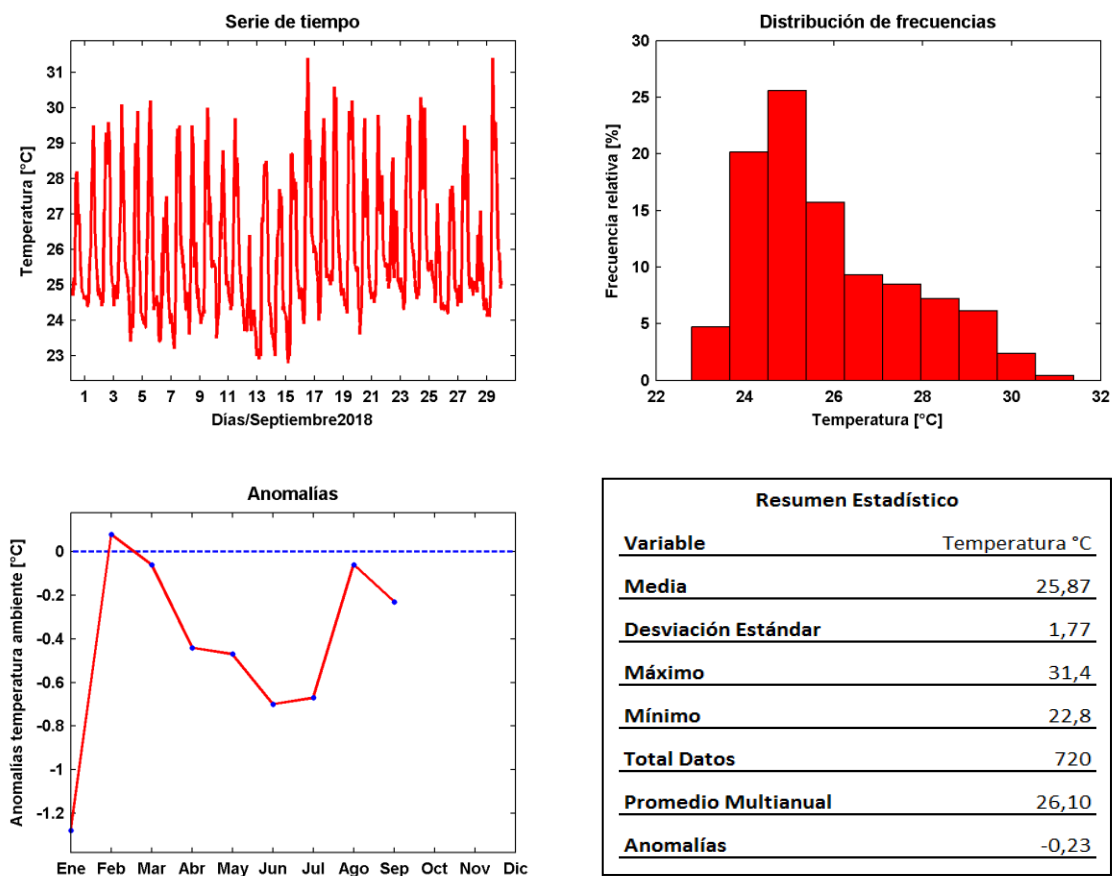 Serie de tiempo
Temperatura [°C]
31
30
29
28
27
26
25
24
23
1 3 5 7 9 11 13 15 17 19 21 23 25 27 29
Días/Septiembre2018
Distribución de frecuencias
Frecuencia relativa [%]
30
25
20
15
10
5
0
22 24 26 28 30 32
Temperatura [°C]
Anomalías
Anomalías temperatura ambiente [°C]
0
-0.2
-0.4
-0.6
-0.8
-1
-1.2
Ene Feb Mar Abr May Jun Jul Ago Sep Oct Nov Dic
Resumen Estadístico
Variable Temperatura °C
Media 25,87
Desviación Estándar 1,77
Máximo 31,4
Mínimo 22,8
Total Datos 720
Promedio Multianual 26,10
Anomalías -0,23